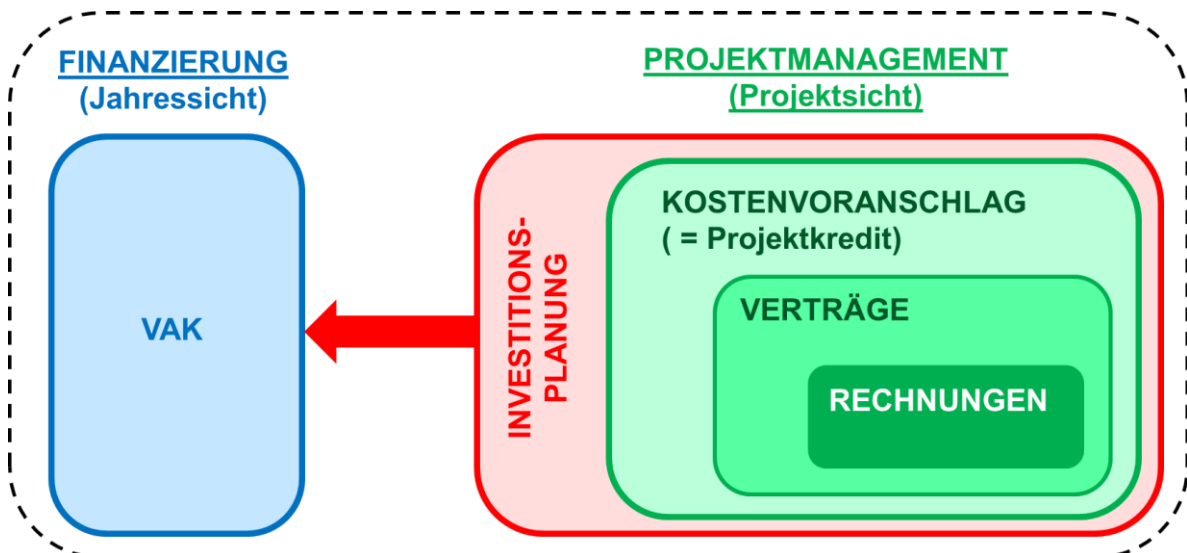 FINANZIERUNG
(Jahressicht)
PROJEKTMANAGEMENT
(Projektsicht)
VAK
INVESTITIONS-
PLANUNG
KOSTENVORANSCHLAG
( = Projektkredit)
VERTRÄGE
RECHNUNGEN